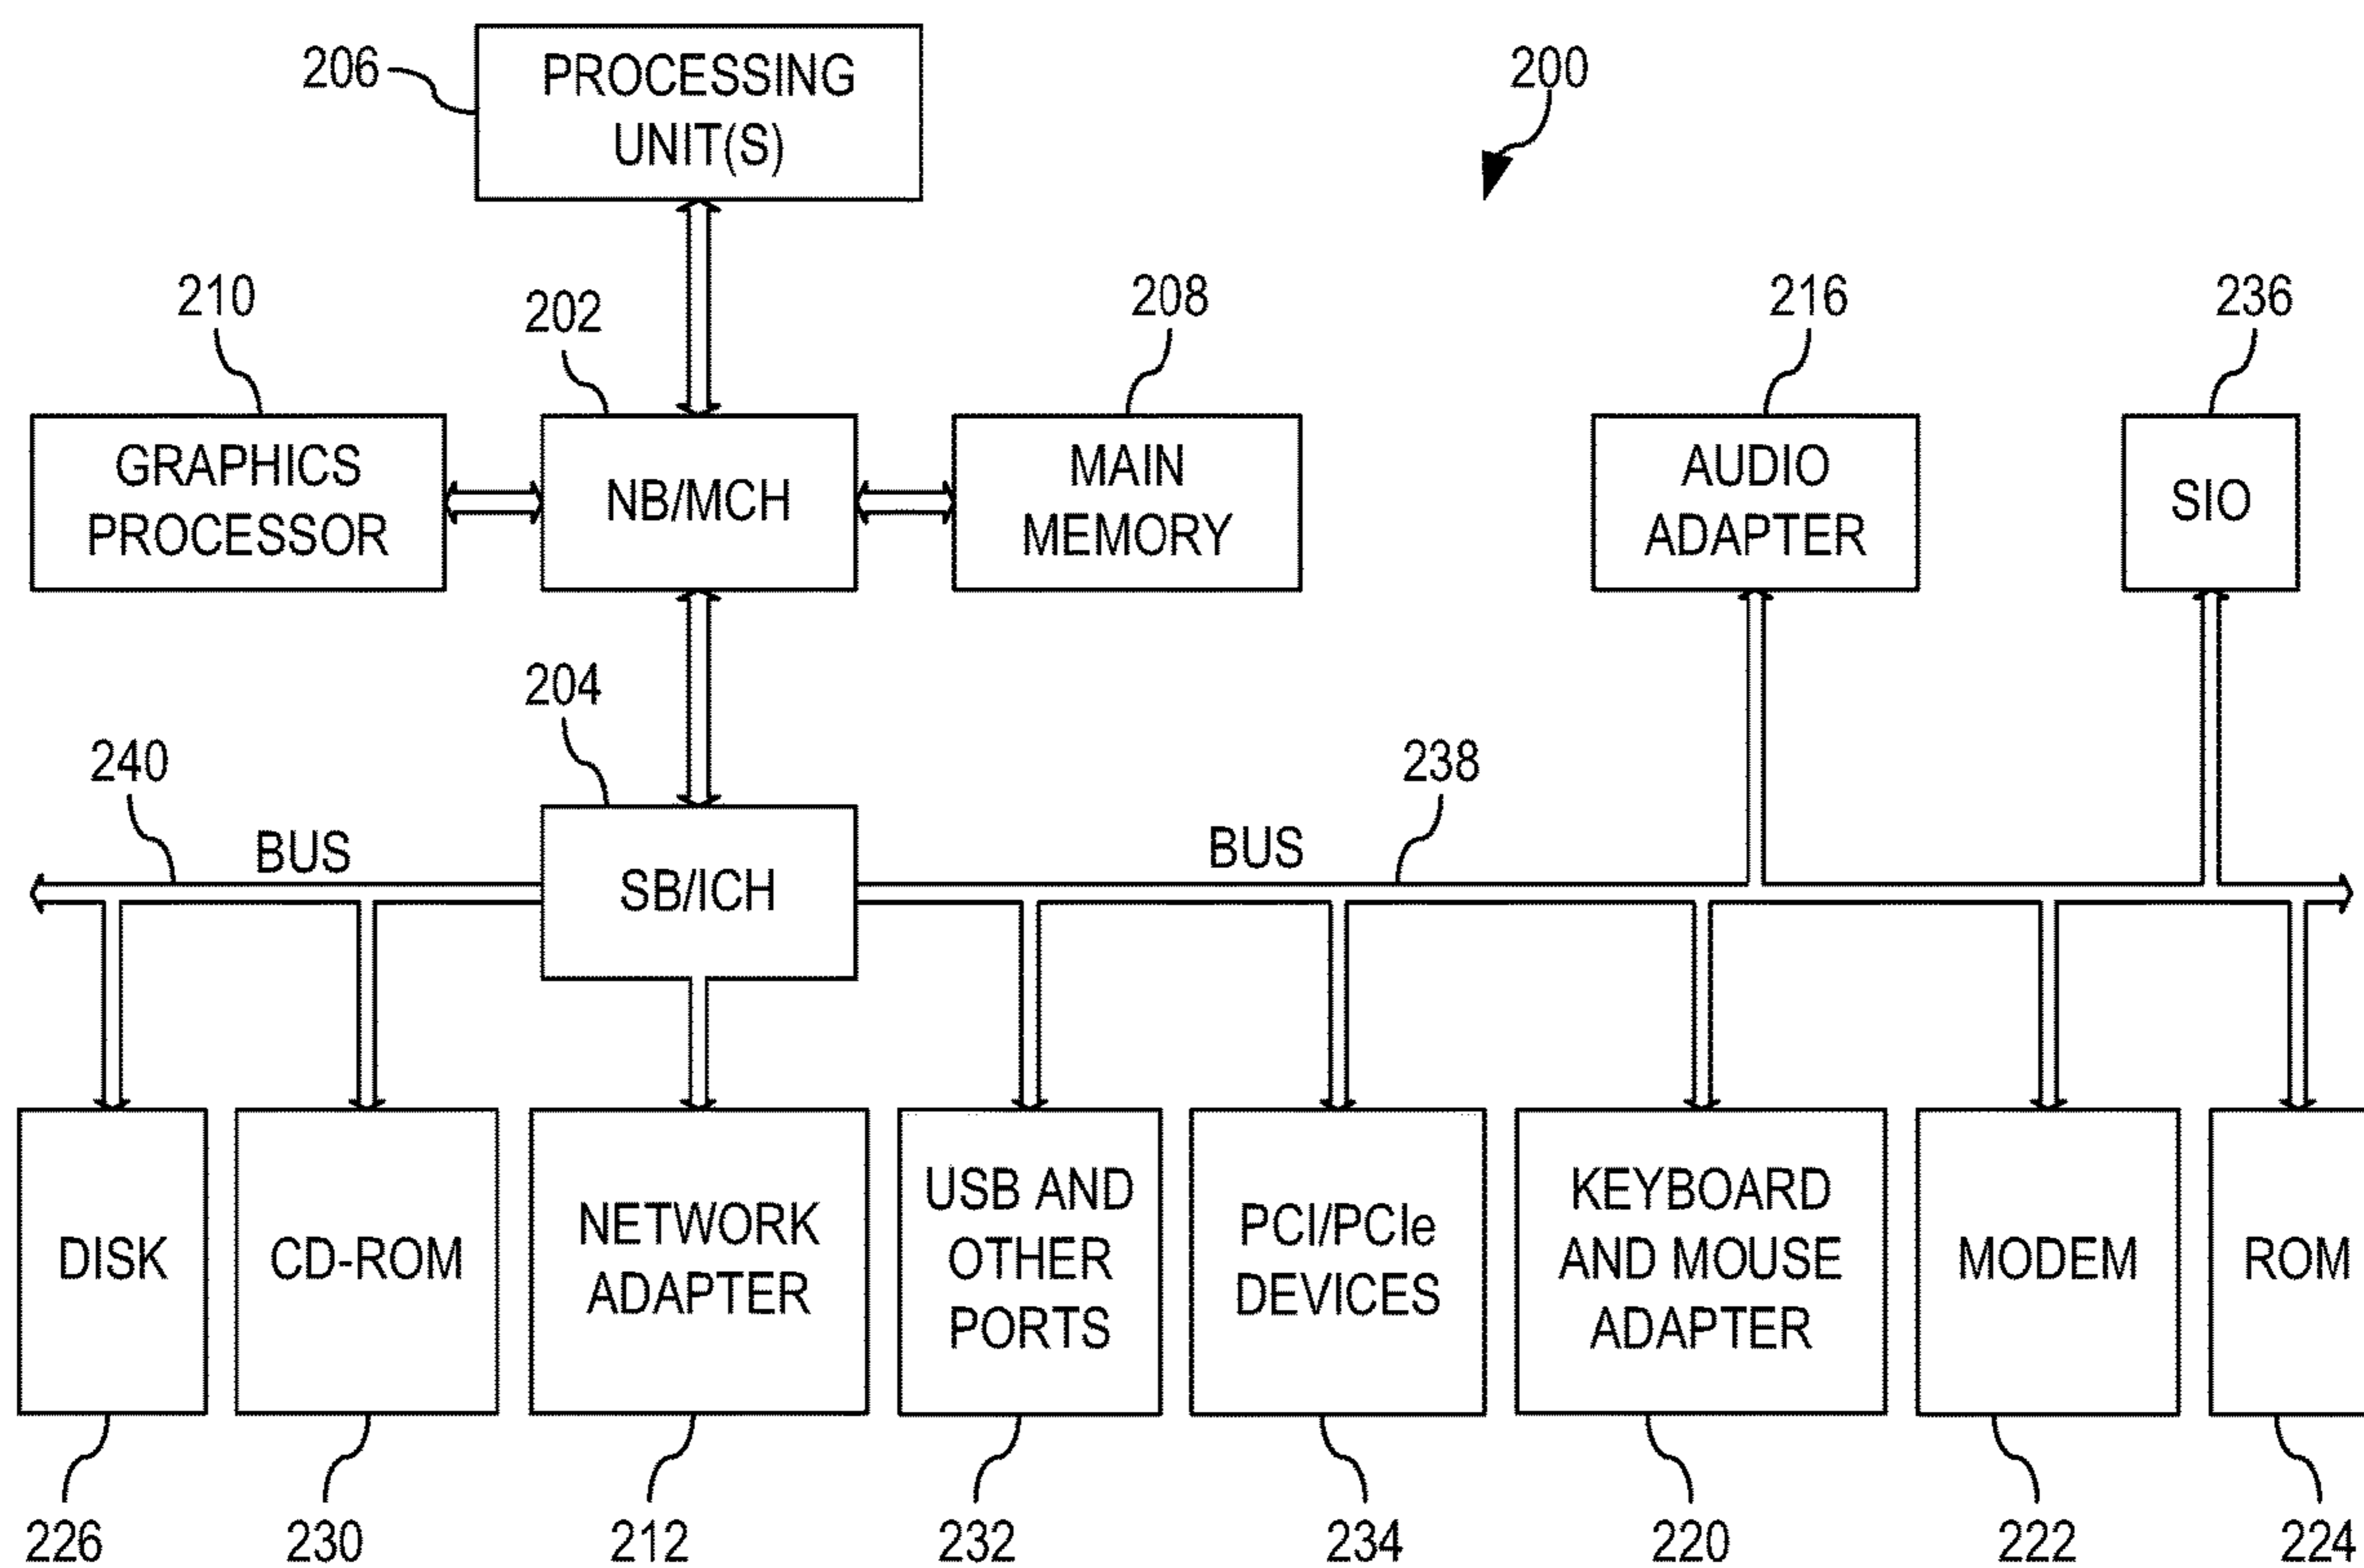 206
PROCESSING
UNIT(S)
200
210
202
208
216
236
GRAPHICS
PROCESSOR
NB/MCH
MAIN
MEMORY
AUDIO
ADAPTER
SIO
204
240
238
BUS
BUS
SB/ICH
DISK
CD-ROM
NETWORK
ADAPTER
USB AND
OTHER
PORTS
PCI/PCIe
DEVICES
KEYBOARD
AND MOUSE
ADAPTER
MODEM
ROM
226
230
212
232
234
220
222
224